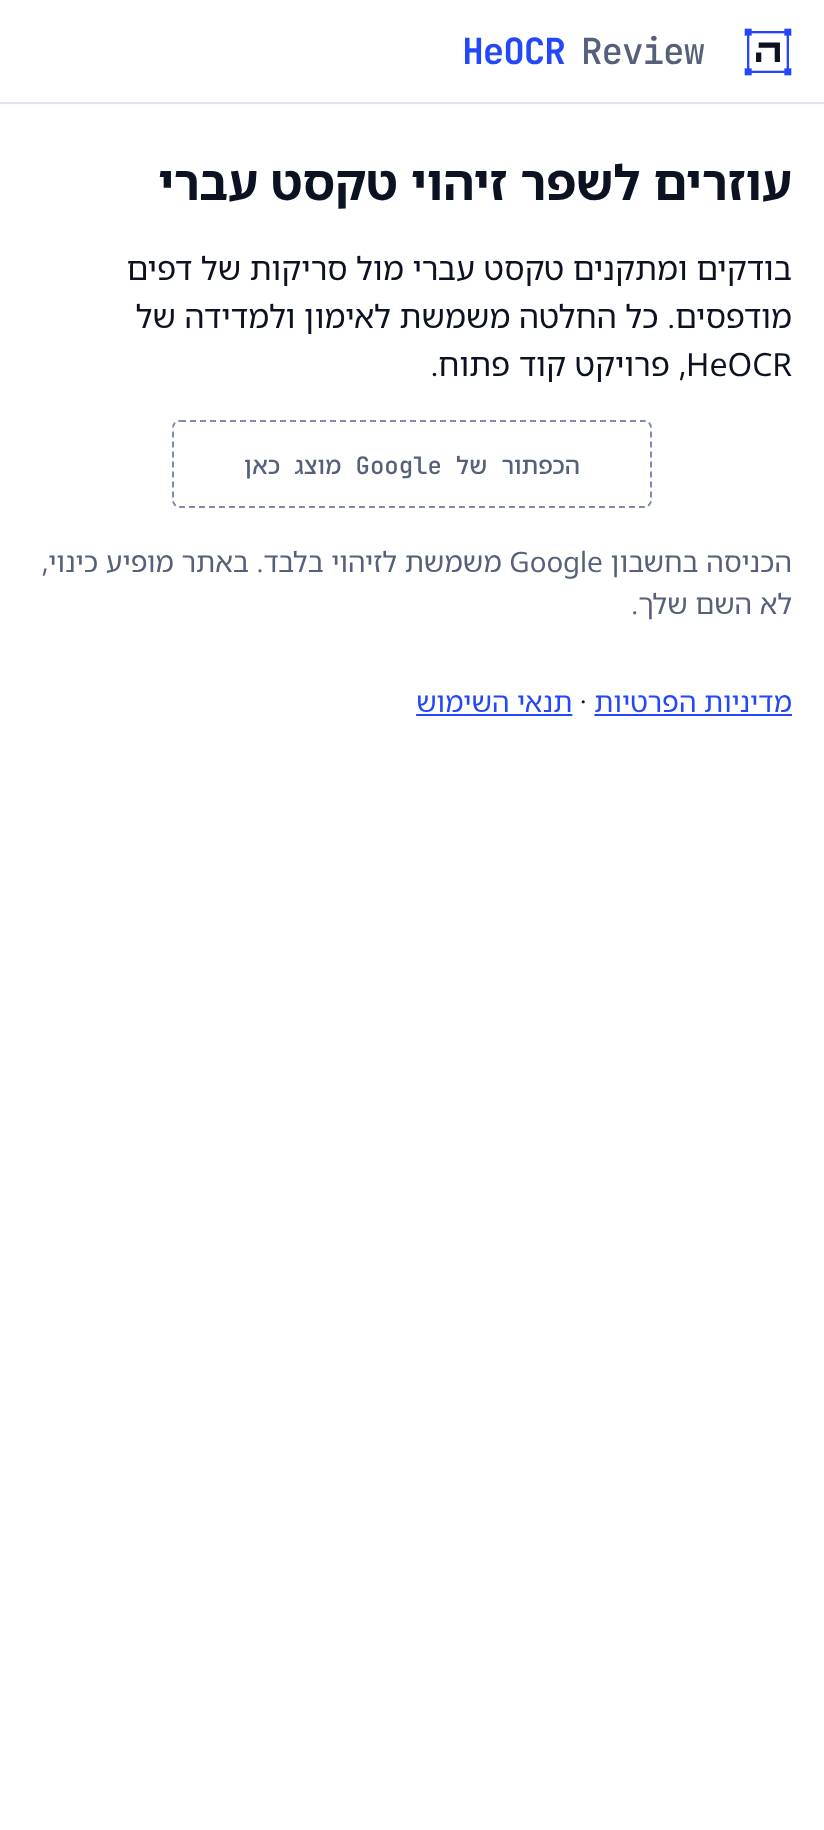 ה HeOCR Review
עוזרים לשפר זיהוי טקסט עברי
בודקים ומתקנים טקסט עברי מול סריקות של דפים
מודפסים. כל החלטה משמשת לאימון ולמדידה של
HeOCR, פרויקט קוד פתוח.
הכפתור של Google מוצג כאן
הכניסה בחשבון Google משמשת לזיהוי בלבד. באתר מופיע כינוי,
לא השם שלך.
מדיניות הפרטיות · תנאי השימוש